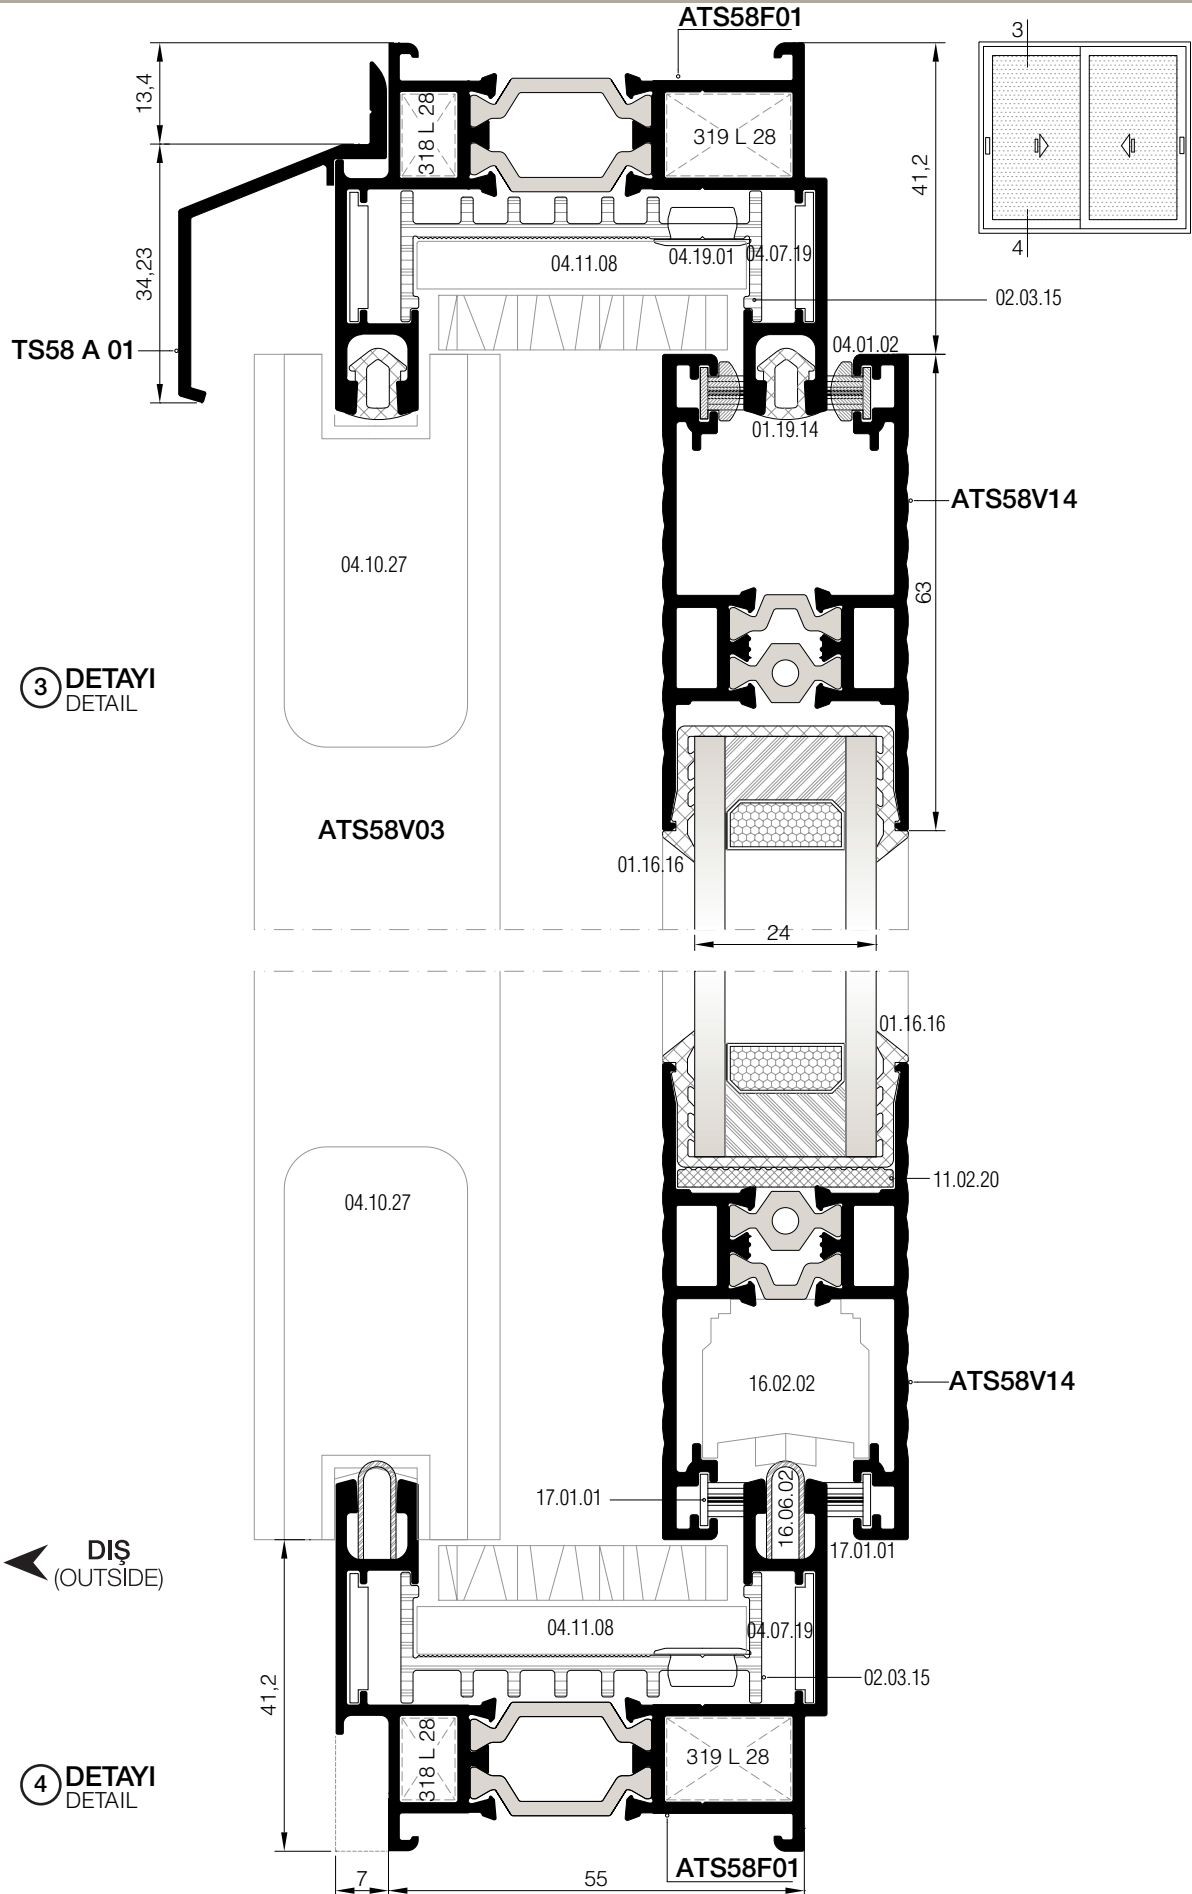 ATS58F01
3
13,4
318 L 28
319 L 28
41,2
4
34,23
04.11.08
04.19.01
04.07.19
02.03.15
TS58 A 01
04.01.02
01.19.14
ATS58V14
04.10.27
63
3 DETAYI
DETAIL
ATS58V03
01.16.16
24
01.16.16
11.02.20
04.10.27
16.02.02
ATS58V14
17.01.01
16.06.02
17.01.01
DIŞ
(OUTSIDE)
04.11.08
04.07.19
02.03.15
41,2
318 L 28
319 L 28
4 DETAYI
DETAIL
ATS58F01
7
55